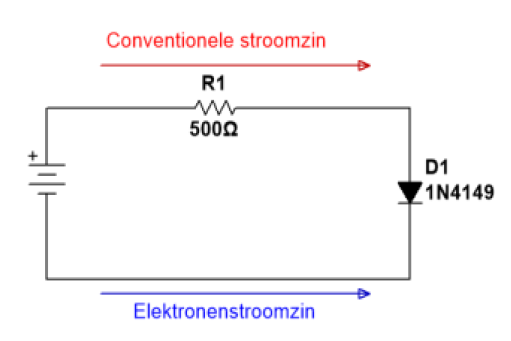 Conventionele stroomzin
R1
500Ω
+
D1
1N4149
Elektronenstroomzin